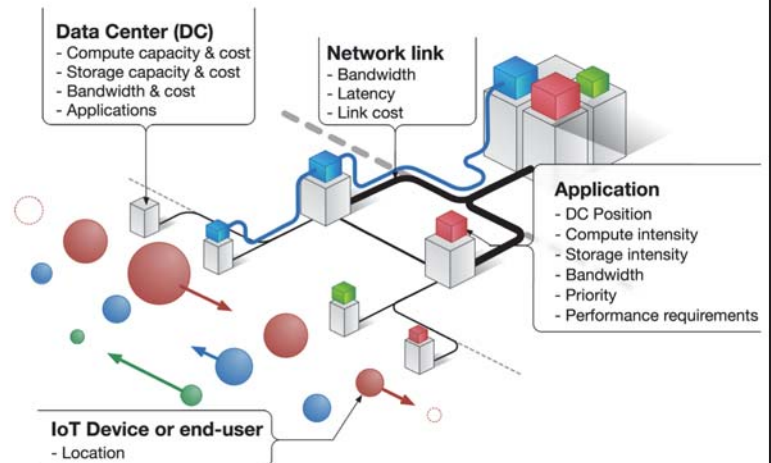 Data Center (DC)
- Compute capacity & cost
- Storage capacity & cost
- Bandwidth & cost
- Applications
Network link
- Bandwidth
- Latency
- Link cost
Application
- DC Position
- Compute intensity
- Storage intensity
- Bandwidth
- Priority
- Performance requirements
IoT Device or end-user
- Location